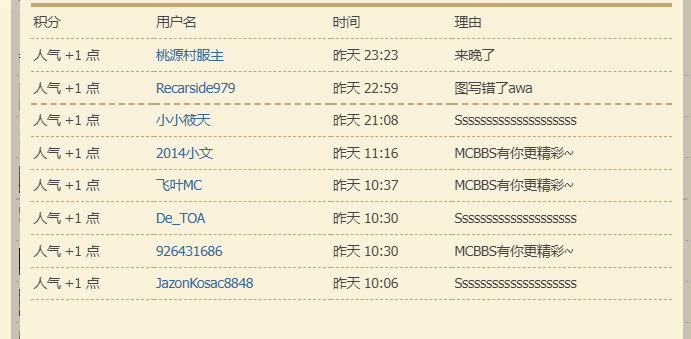 积分 用户名 时间 理由
人气 +1 点 桃源村服主 昨天 23:23 来晚了
人气 +1 点 Recarside979 昨天 22:59 图写错了awa
人气 +1 点 小小筱天 昨天 21:08 Ssssssssssssssssssss
人气 +1 点 2014小文 昨天 11:16 MCBBS有你更精彩~
人气 +1 点 飞叶MC 昨天 10:37 MCBBS有你更精彩~
人气 +1 点 De_TOA 昨天 10:30 Ssssssssssssssssssss
人气 +1 点 926431686 昨天 10:30 MCBBS有你更精彩~
人气 +1 点 JazonKosac8848 昨天 10:06 Ssssssssssssssssssss